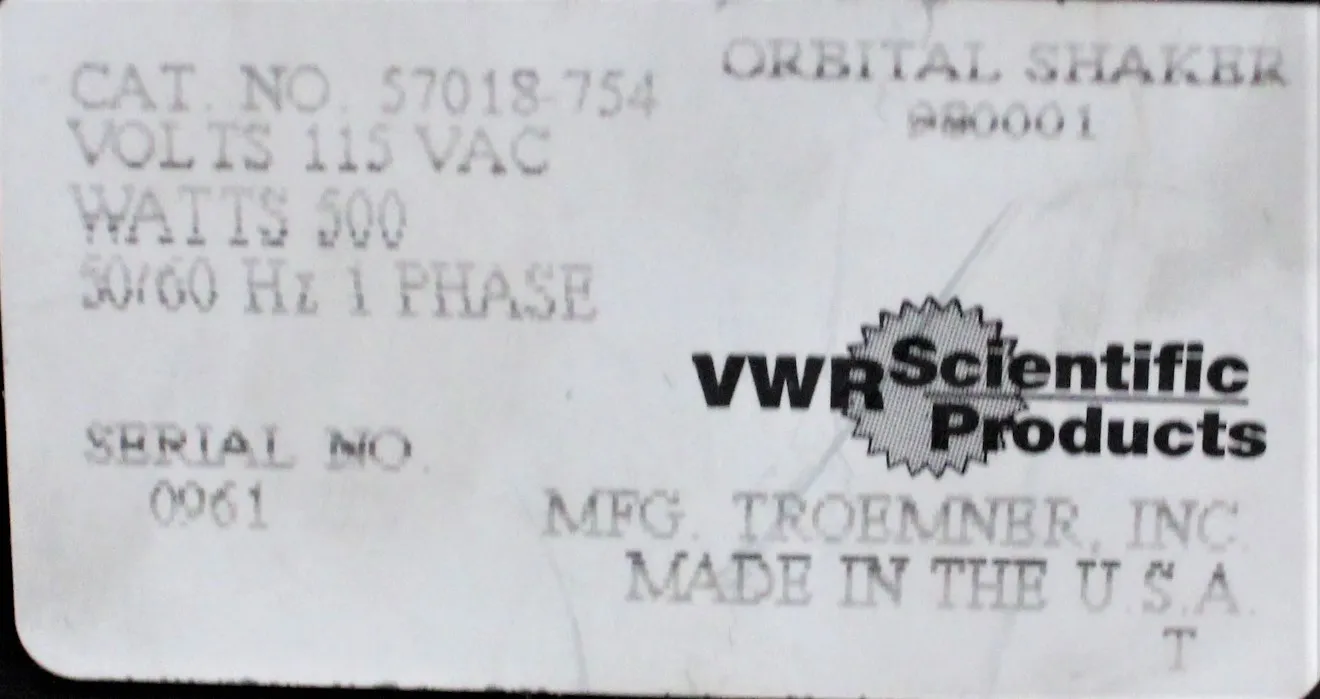 CAT. NO. 57018-754
VOLTS 115 VAC
WATTS 500
50/60 Hz 1 PHASE
SERIAL NO.
0961
ORBITAL SHAKER
980001
VWR Scientific
Products
MFG. TROEMNER, INC.
MADE IN THE U.S.A.
T